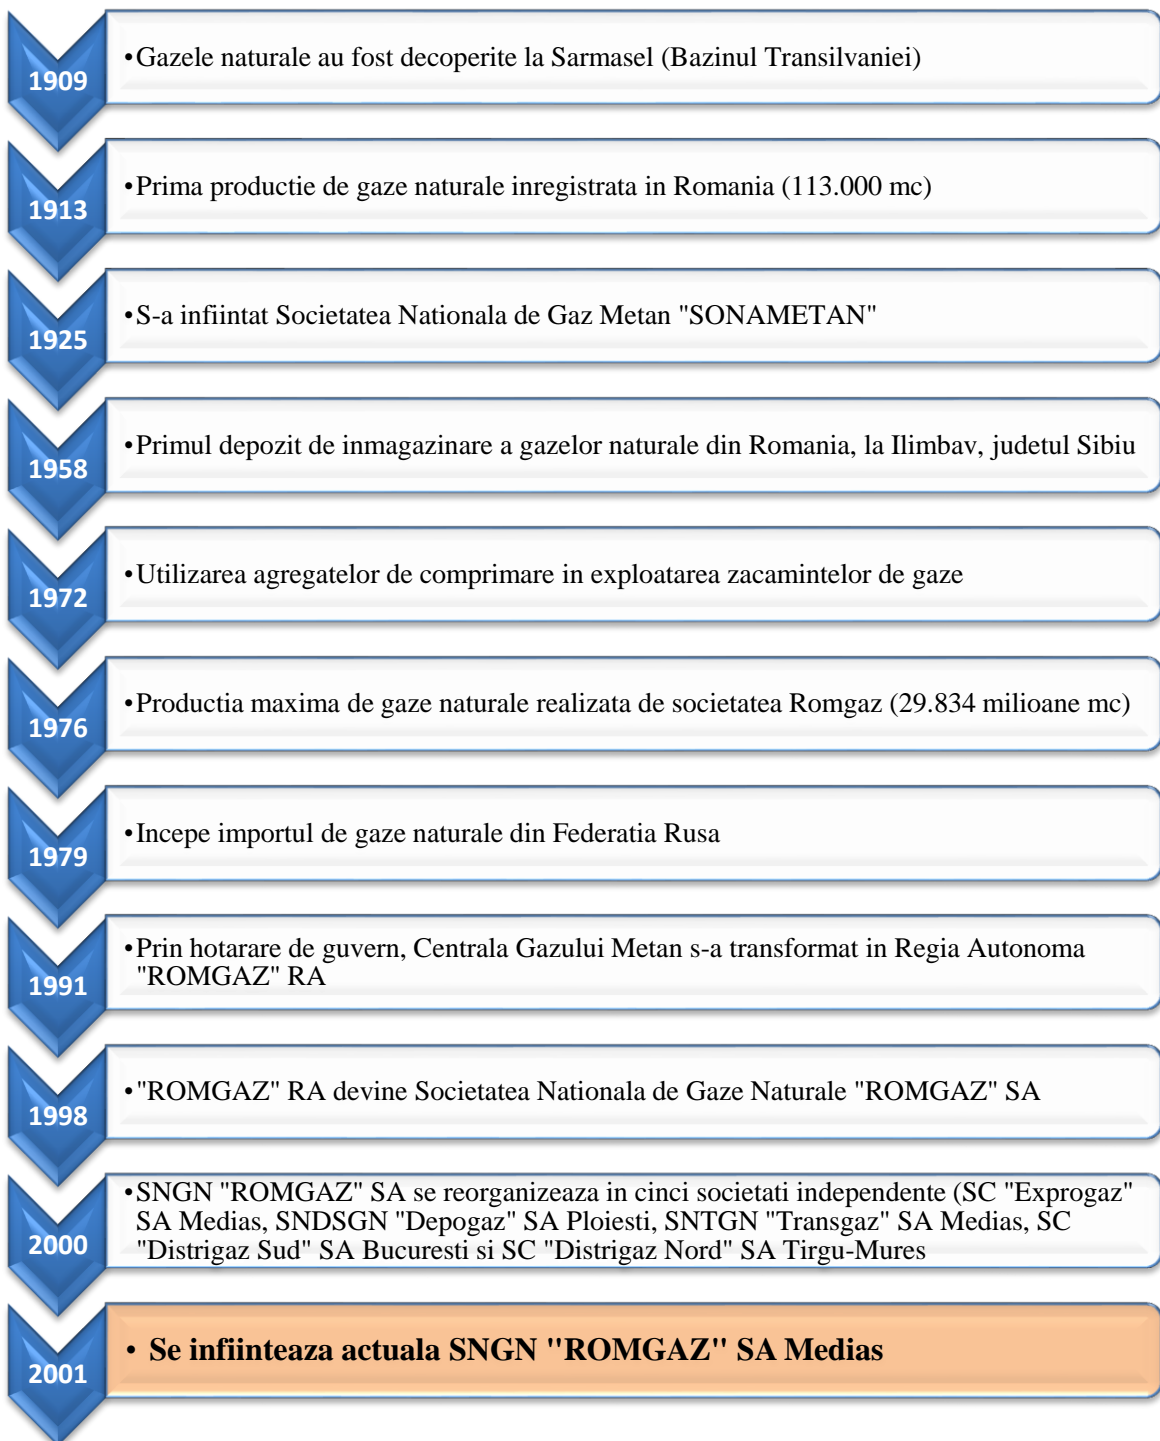 1909
•Gazele naturale au fost decoperite la Sarmasel (Bazinul Transilvaniei)
1913
•Prima productie de gaze naturale inregistrata in Romania (113.000 mc)
1925
•S-a infiintat Societatea Nationala de Gaz Metan "SONAMETAN"
1958
•Primul depozit de inmagazinare a gazelor naturale din Romania, la Ilimbav, judetul Sibiu
1972
•Utilizarea agregatelor de comprimare in exploatarea zacamintelor de gaze
1976
•Productia maxima de gaze naturale realizata de societatea Romgaz (29.834 milioane mc)
1979
•Incepe importul de gaze naturale din Federatia Rusa
1991
•Prin hotarare de guvern, Centrala Gazului Metan s-a transformat in Regia Autonoma
"ROMGAZ" RA
1998
•"ROMGAZ" RA devine Societatea Nationala de Gaze Naturale "ROMGAZ" SA
2000
•SNGN "ROMGAZ" SA se reorganizeaza in cinci societati independente (SC "Exprogaz"
SA Medias, SNDSGN "Depogaz" SA Ploiesti, SNTGN "Transgaz" SA Medias, SC
"Distrigaz Sud" SA Bucuresti si SC "Distrigaz Nord" SA Tirgu-Mures
2001
• Se infiinteaza actuala SNGN "ROMGAZ" SA Medias